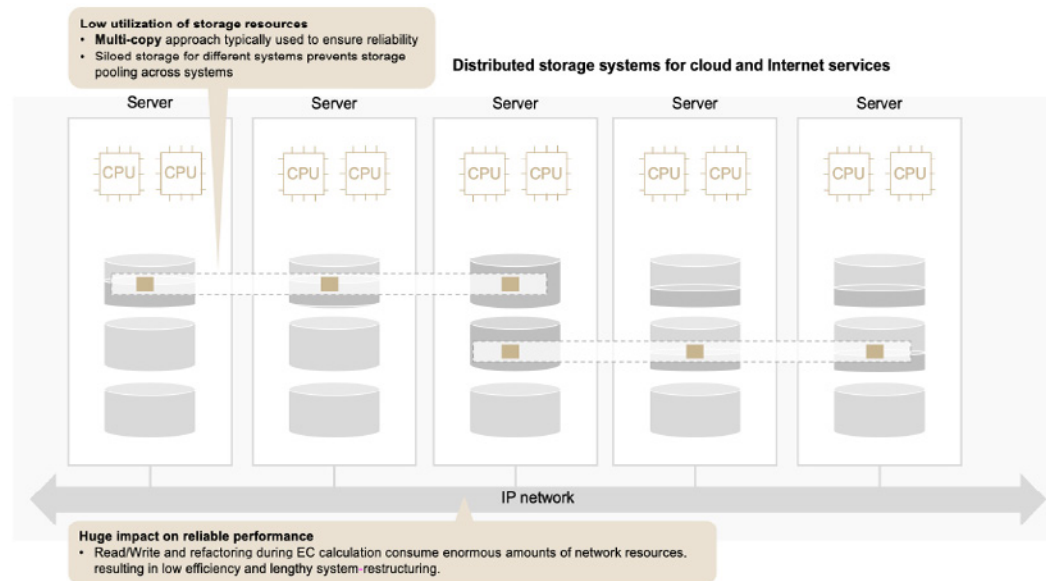 Low utilization of storage resources
• Multi-copy approach typically used to ensure reliability
• Siloed storage for different systems prevents storage
pooling across systems
Distributed storage systems for cloud and Internet services
Server Server Server Server Server
CPU CPU CPU CPU CPU CPU CPU CPU CPU CPU
IP network
Huge impact on reliable performance
• Read/Write and refactoring during EC calculation consume enormous amounts of network resources.
resulting in low efficiency and lengthy system-restructuring.